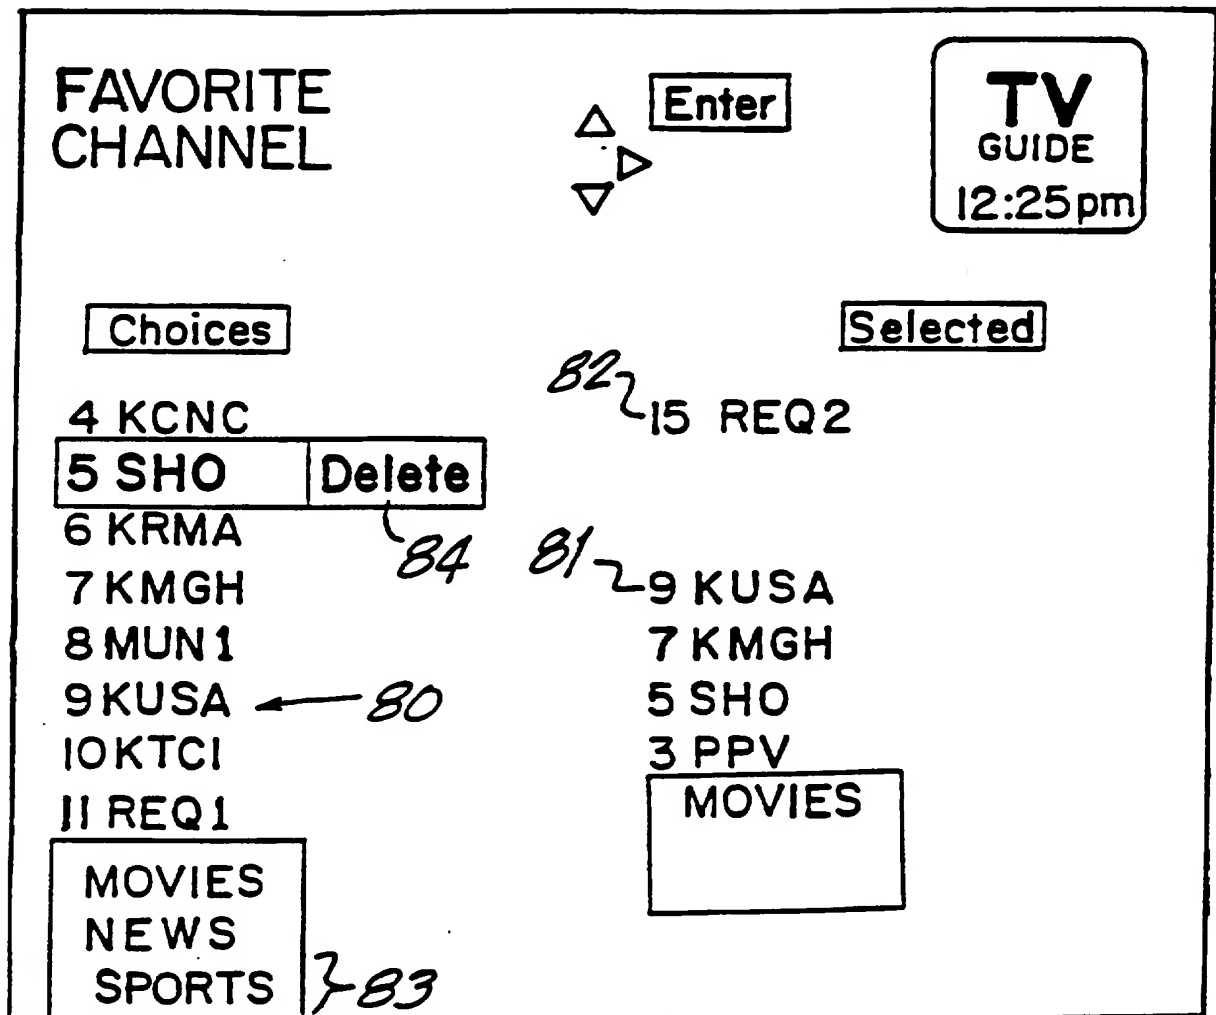 FAVORITE
CHANNEL
Enter
TV
GUIDE
12:25pm
Choices
Selected
82
4 KCNC
15 REQ2
5 SHO
Delete
6 KRMA
84
81
7 KMGH
9 KUSA
8 MUN1
7 KMGH
9 KUSA
80
5 SHO
10 KTCI
3 PPV
11 REQ1
MOVIES
MOVIES
NEWS
SPORTS
83